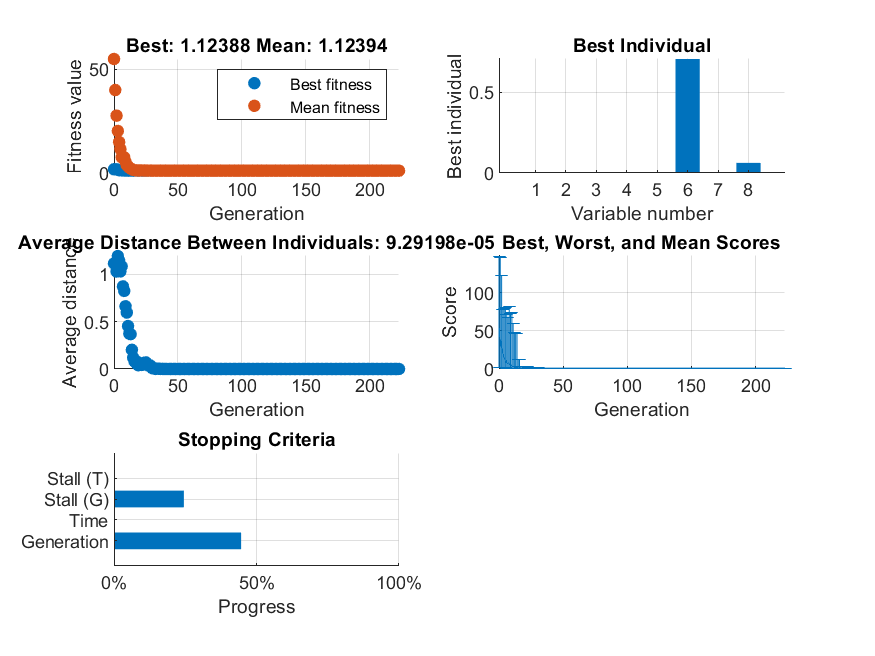 Best: 1.12388 Mean: 1.12394
Fitness value
50
0
Best fitness
Mean fitness
0 50 100 150 200
Generation
Best Individual
Best individual
0.5
0
1 2 3 4 5 6 7 8
Variable number
Average Distance Between Individuals: 9.29198e-05
Average distance
1
0.5
0
0 50 100 150 200
Generation
Best, Worst, and Mean Scores
Score
100
50
0
0 50 100 150 200
Generation
Stopping Criteria
Stall (T)
Stall (G)
Time
Generation
0% 50% 100%
Progress